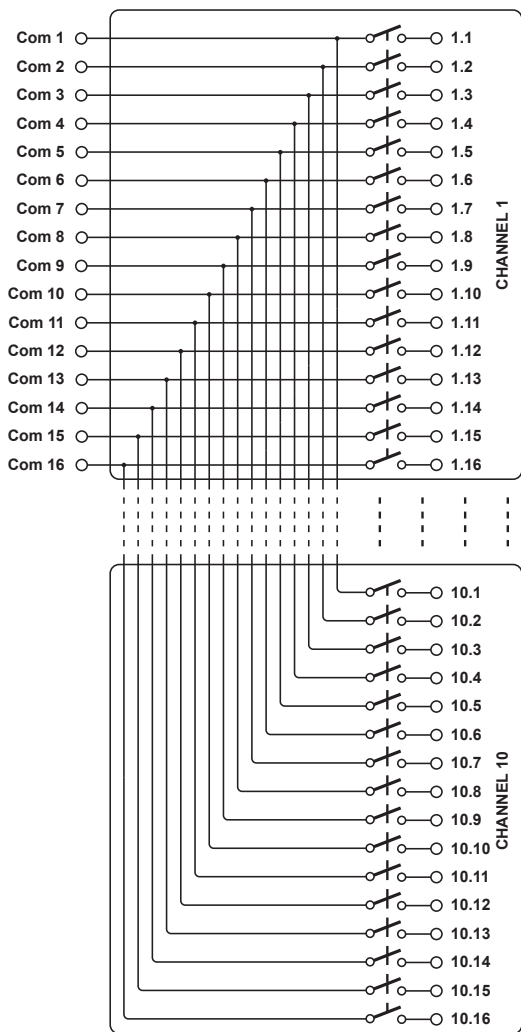 Com 1 1.1
Com 2 1.2
Com 3 1.3
Com 4 1.4
Com 5 1.5
Com 6 1.6
Com 7 1.7
Com 8 1.8
Com 9 1.9
Com 10 1.10
Com 11 1.11
Com 12 1.12
Com 13 1.13
Com 14 1.14
Com 15 1.15
Com 16 1.16
CHANNEL 1
10.1
10.2
10.3
10.4
10.5
10.6
10.7
10.8
10.9
10.10
10.11
10.12
10.13
10.14
10.15
10.16
CHANNEL 10